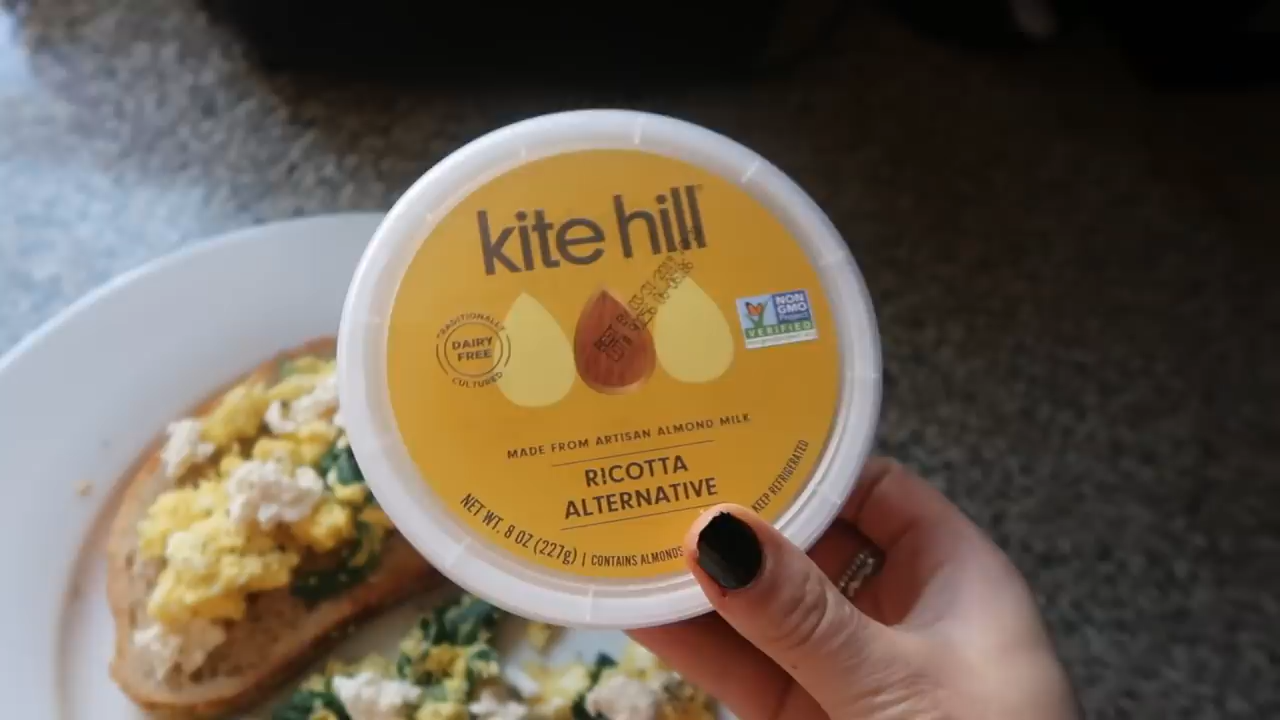 kite hill
TRADITIONALLY
DAIRY
FREE
CULTURED
NON
GMO
Project
VERIFIED
MADE FROM ARTISAN ALMOND MILK
RICOTTA
ALTERNATIVE
NET WT. 8 OZ (227g) | CONTAINS ALMONDS
KEEP REFRIGERATED